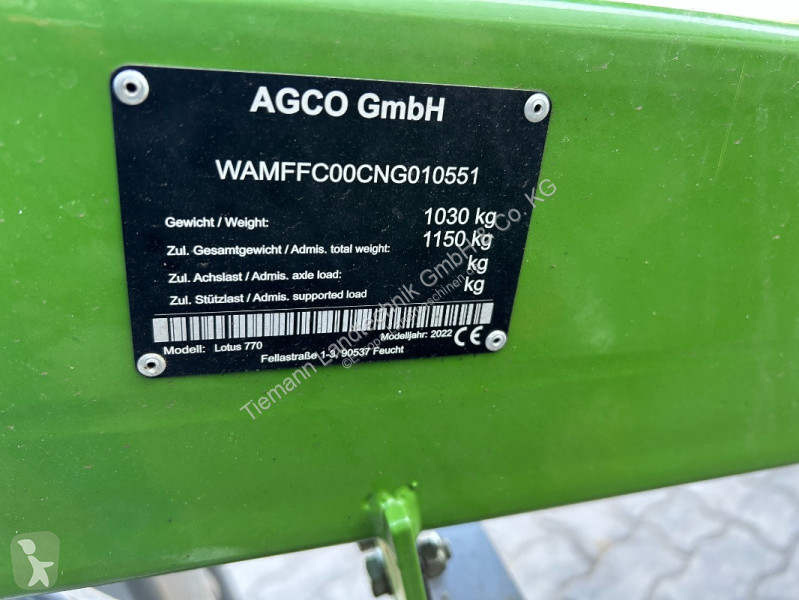 AGCO GmbH
WAMFFC00CNG010551
Gewicht / Weight: 1030 kg
Zul. Gesamtgewicht / Admis. total weight: 1150 kg
Zul. Achslast / Admis. axle load: kg
Zul. Stützlast / Admis. supported load kg
Modell: Lotus 770 Modelljahr: 2022 CE
Fellastraße 1-3, 90537 Feucht
Tiemann Landtechnik GmbH & Co. KG